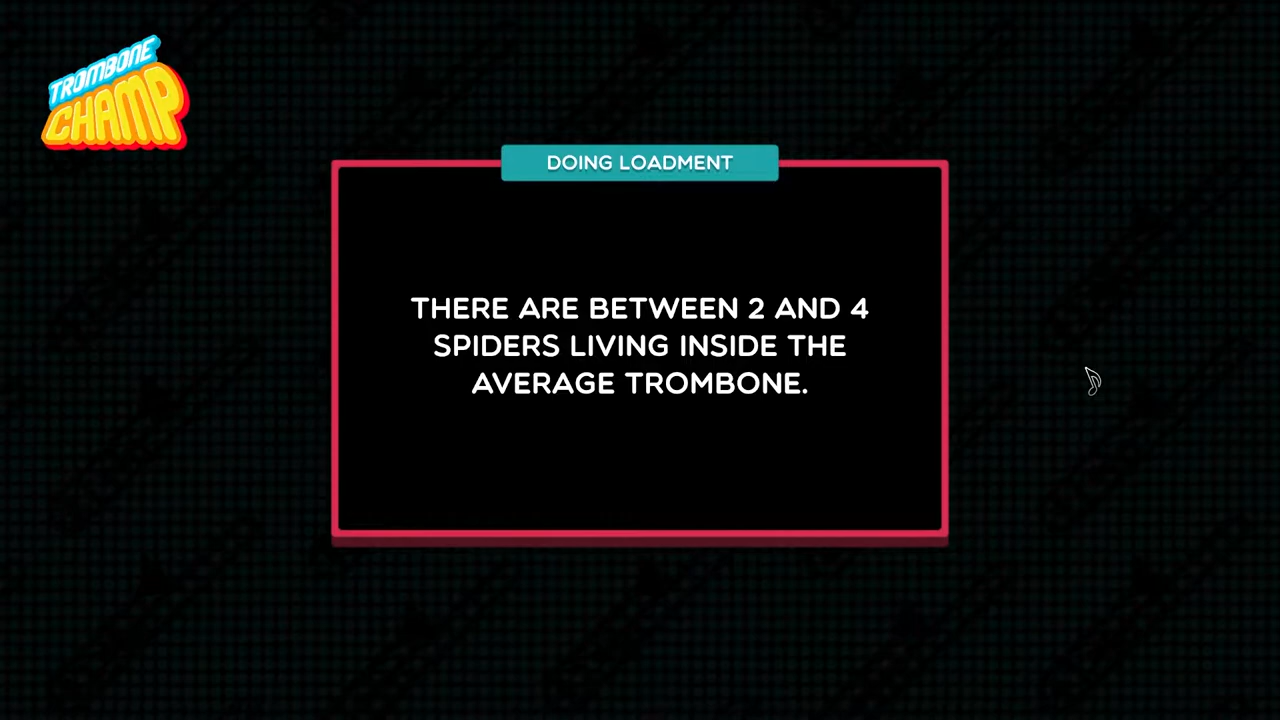 TROMBONE
CHAMP
DOING LOADMENT
THERE ARE BETWEEN 2 AND 4
SPIDERS LIVING INSIDE THE
AVERAGE TROMBONE.